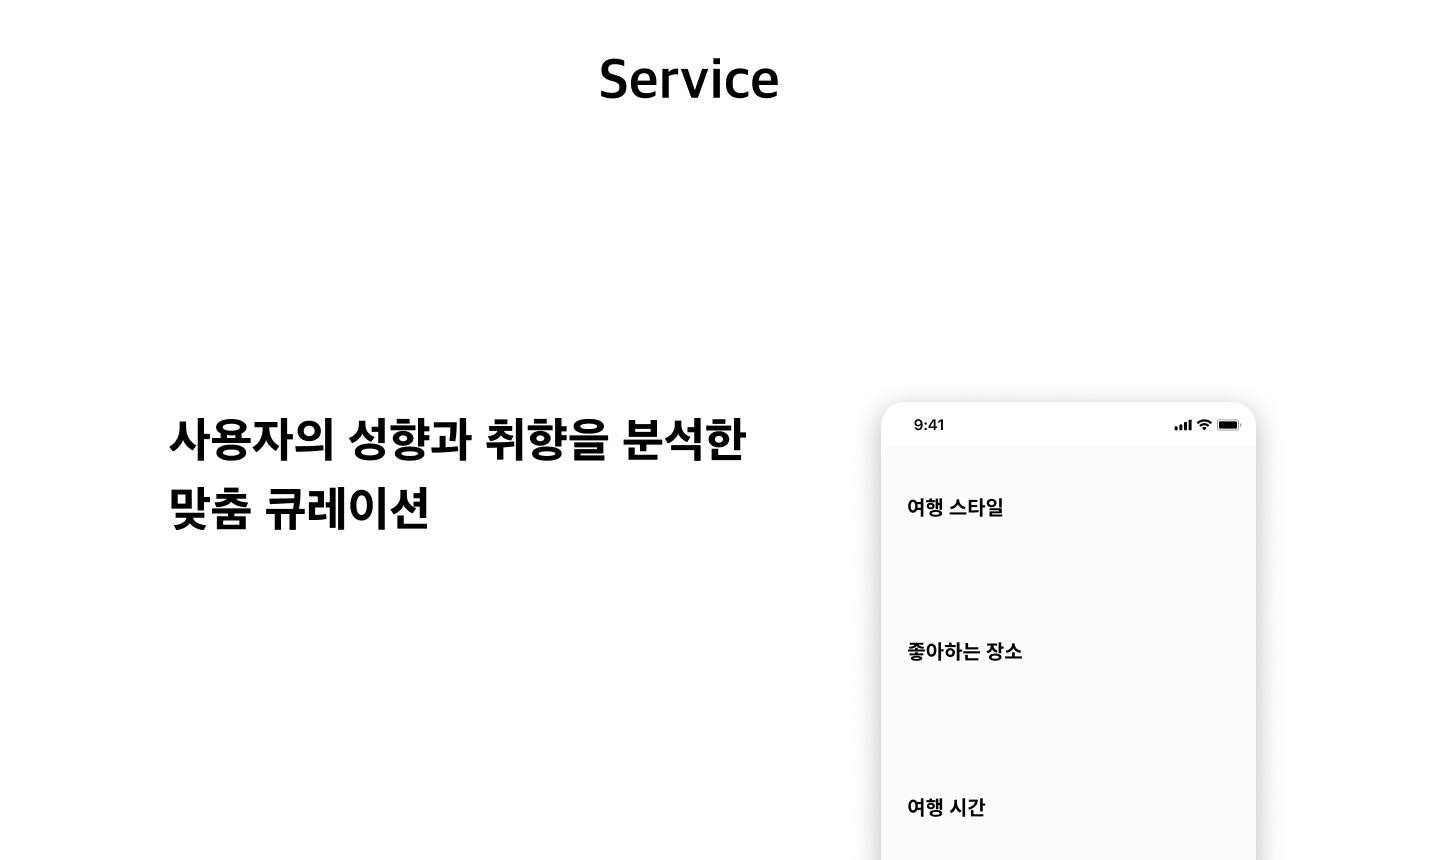 Service
사용자의 성향과 취향을 분석한
맞춤 큐레이션
9:41
여행 스타일
좋아하는 장소
여행 시간